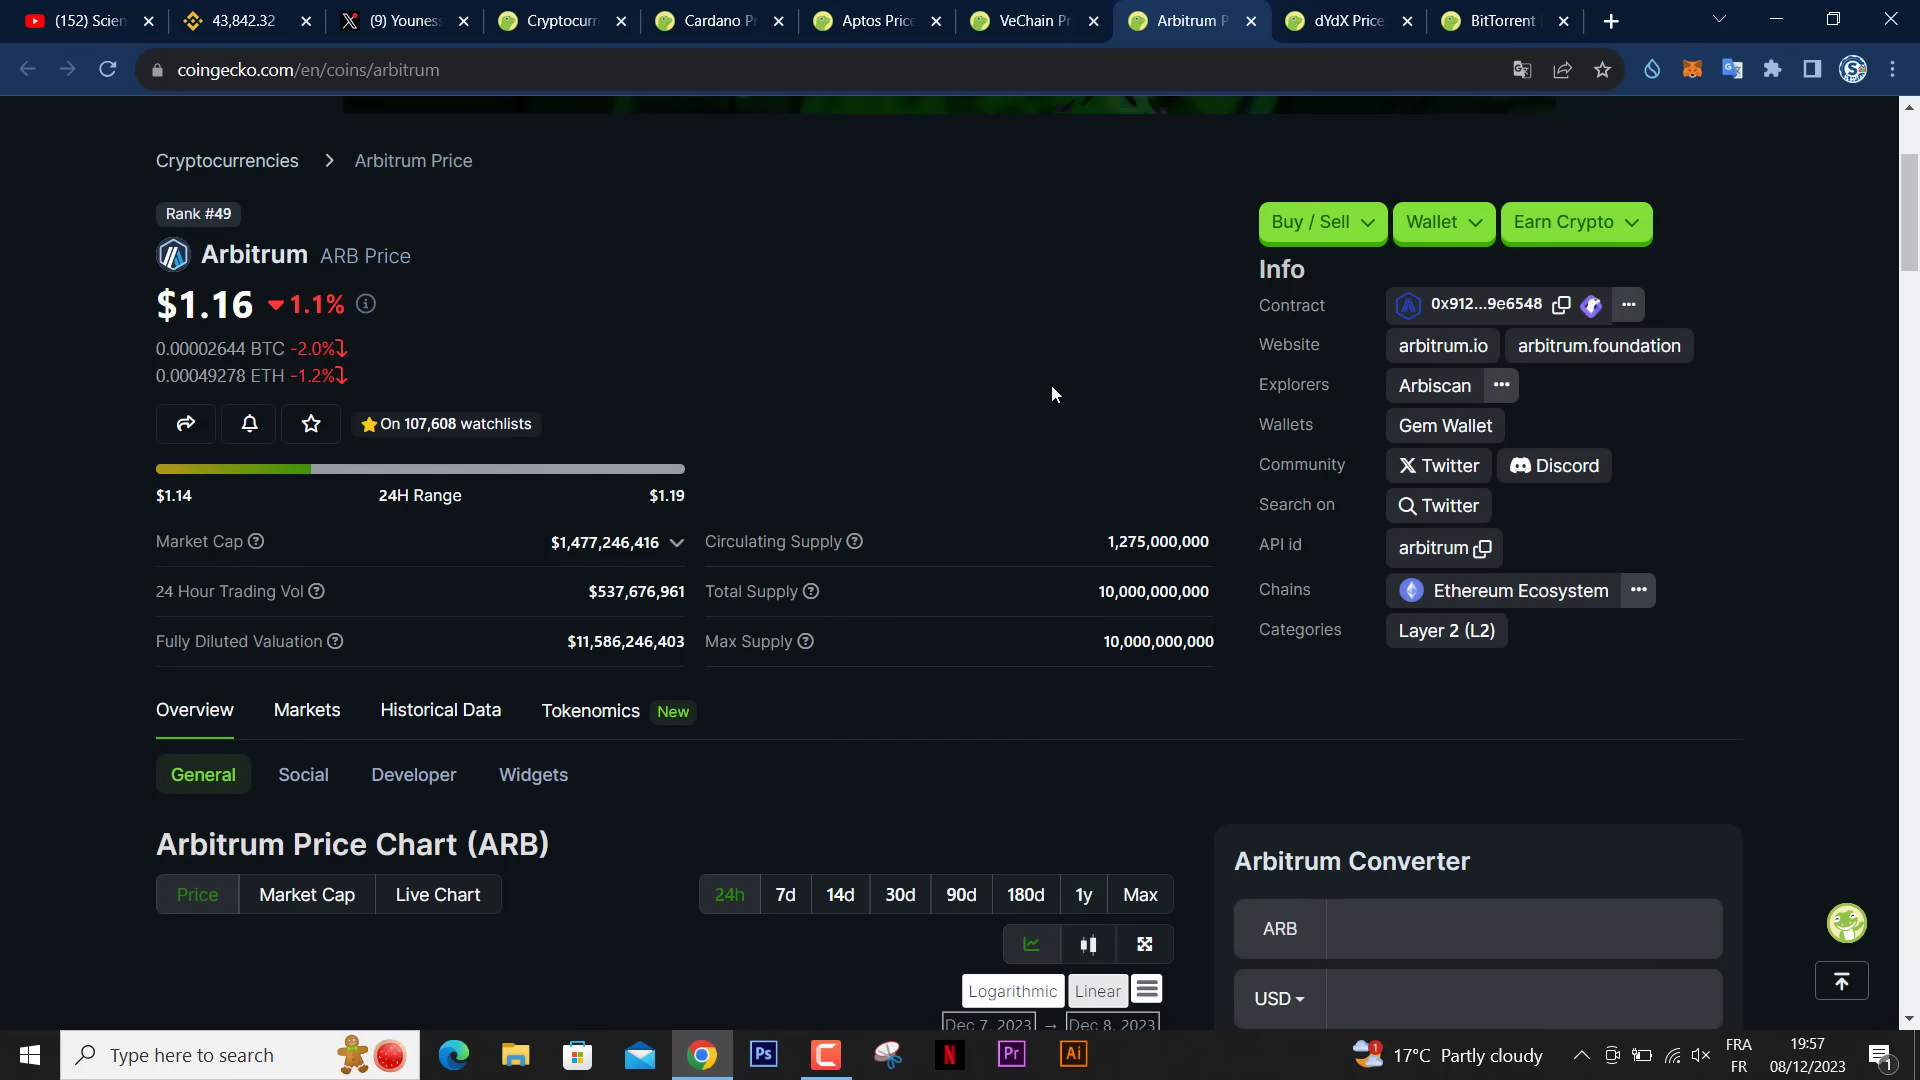 (152) Scien
43,842.32
(9) Youness
Cryptocurr
Cardano P
Aptos Price
VeChain Pr
Arbitrum P
dYdX Price
BitTorrent
coingecko.com/en/coins/arbitrum
Cryptocurrencies > Arbitrum Price
Rank #49
Arbitrum ARB Price
$1.16 1.1%
0.00002644 BTC -2.0%
0.00049278 ETH -1.2%
On 107,608 watchlists
$1.14 24H Range $1.19
Market Cap $1,477,246,416
24 Hour Trading Vol $537,676,961
Fully Diluted Valuation $11,586,246,403
Circulating Supply 1,275,000,000
Total Supply 10,000,000,000
Max Supply 10,000,000,000
Buy / Sell Wallet Earn Crypto
Info
Contract 0x912...9e6548
Website arbitrum.io arbitrum.foundation
Explorers Arbiscan
Wallets Gem Wallet
Community Twitter Discord
Search on Twitter
API id arbitrum
Chains Ethereum Ecosystem
Categories Layer 2 (L2)
Overview Markets Historical Data Tokenomics New
General Social Developer Widgets
Arbitrum Price Chart (ARB)
Price Market Cap Live Chart
24h 7d 14d 30d 90d 180d 1y Max
Logarithmic Linear
Dec 7, 2023 → Dec 8, 2023
Arbitrum Converter
ARB
USD
Type here to search
Ps
N
Pr
Ai
1
17°C Partly cloudy
FRA
FR
19:57
08/12/2023
1